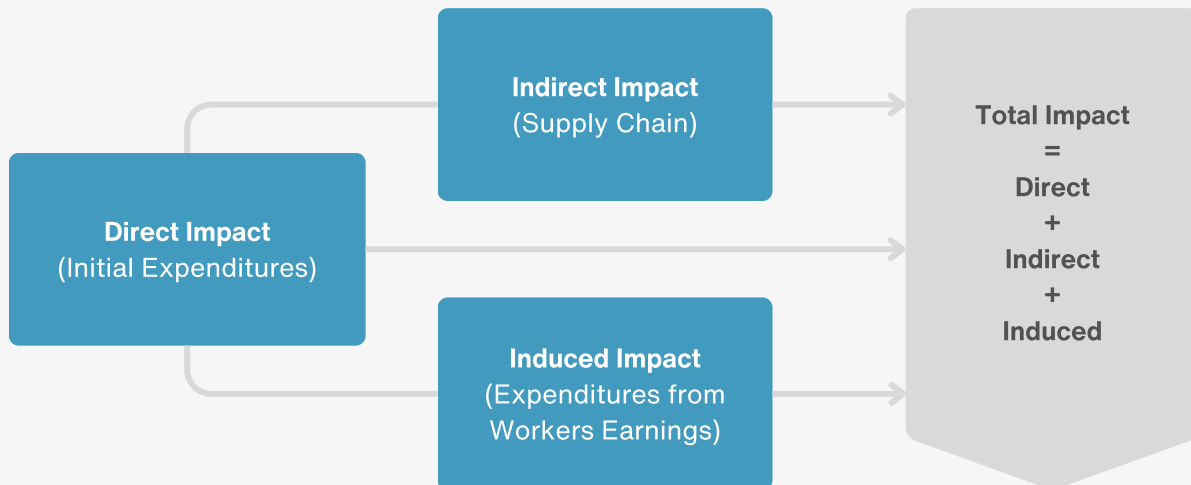 Direct Impact
(Initial Expenditures)
Indirect Impact
(Supply Chain)
Induced Impact
(Expenditures from
Workers Earnings)
Total Impact
=
Direct
+
Indirect
+
Induced